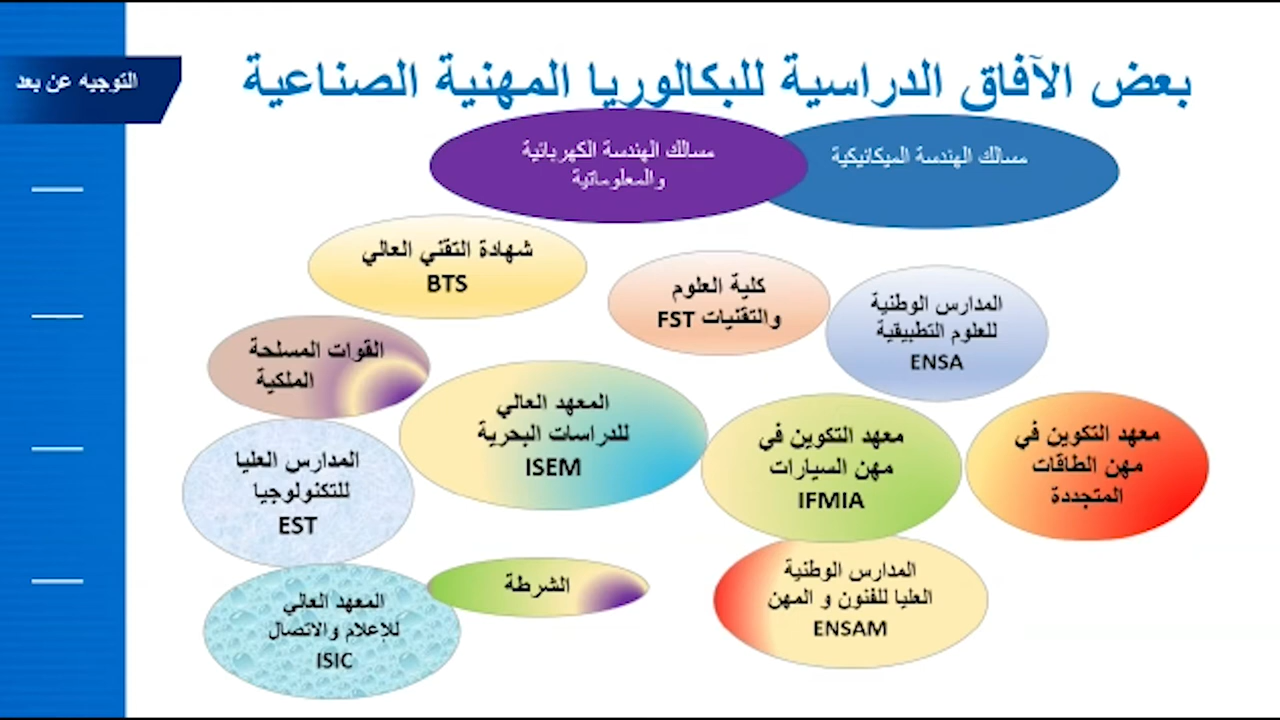 بعض الآفاق الدراسية للبكالوريا المهنية الصناعية
التوجيه عن بعد
مسالك الهندسة الميكانيكية
مسالك الهندسة الكهربائية
والمعلوماتية
شهادة التقني العالي
BTS
كلية العلوم
والتقنيات FST
المدارس الوطنية
للعلوم التطبيقية
ENSA
القوات المسلحة
الملكية
المعهد العالي
للدراسات البحرية
ISEM
معهد التكوين في
مهن السيارات
IFMIA
معهد التكوين في
مهن الطاقات
المتجددة
المدارس العليا
للتكنولوجيا
EST
الشرطة
المدارس الوطنية
العليا للفنون و المهن
ENSAM
المعهد العالي
للإعلام والاتصال
ISIC